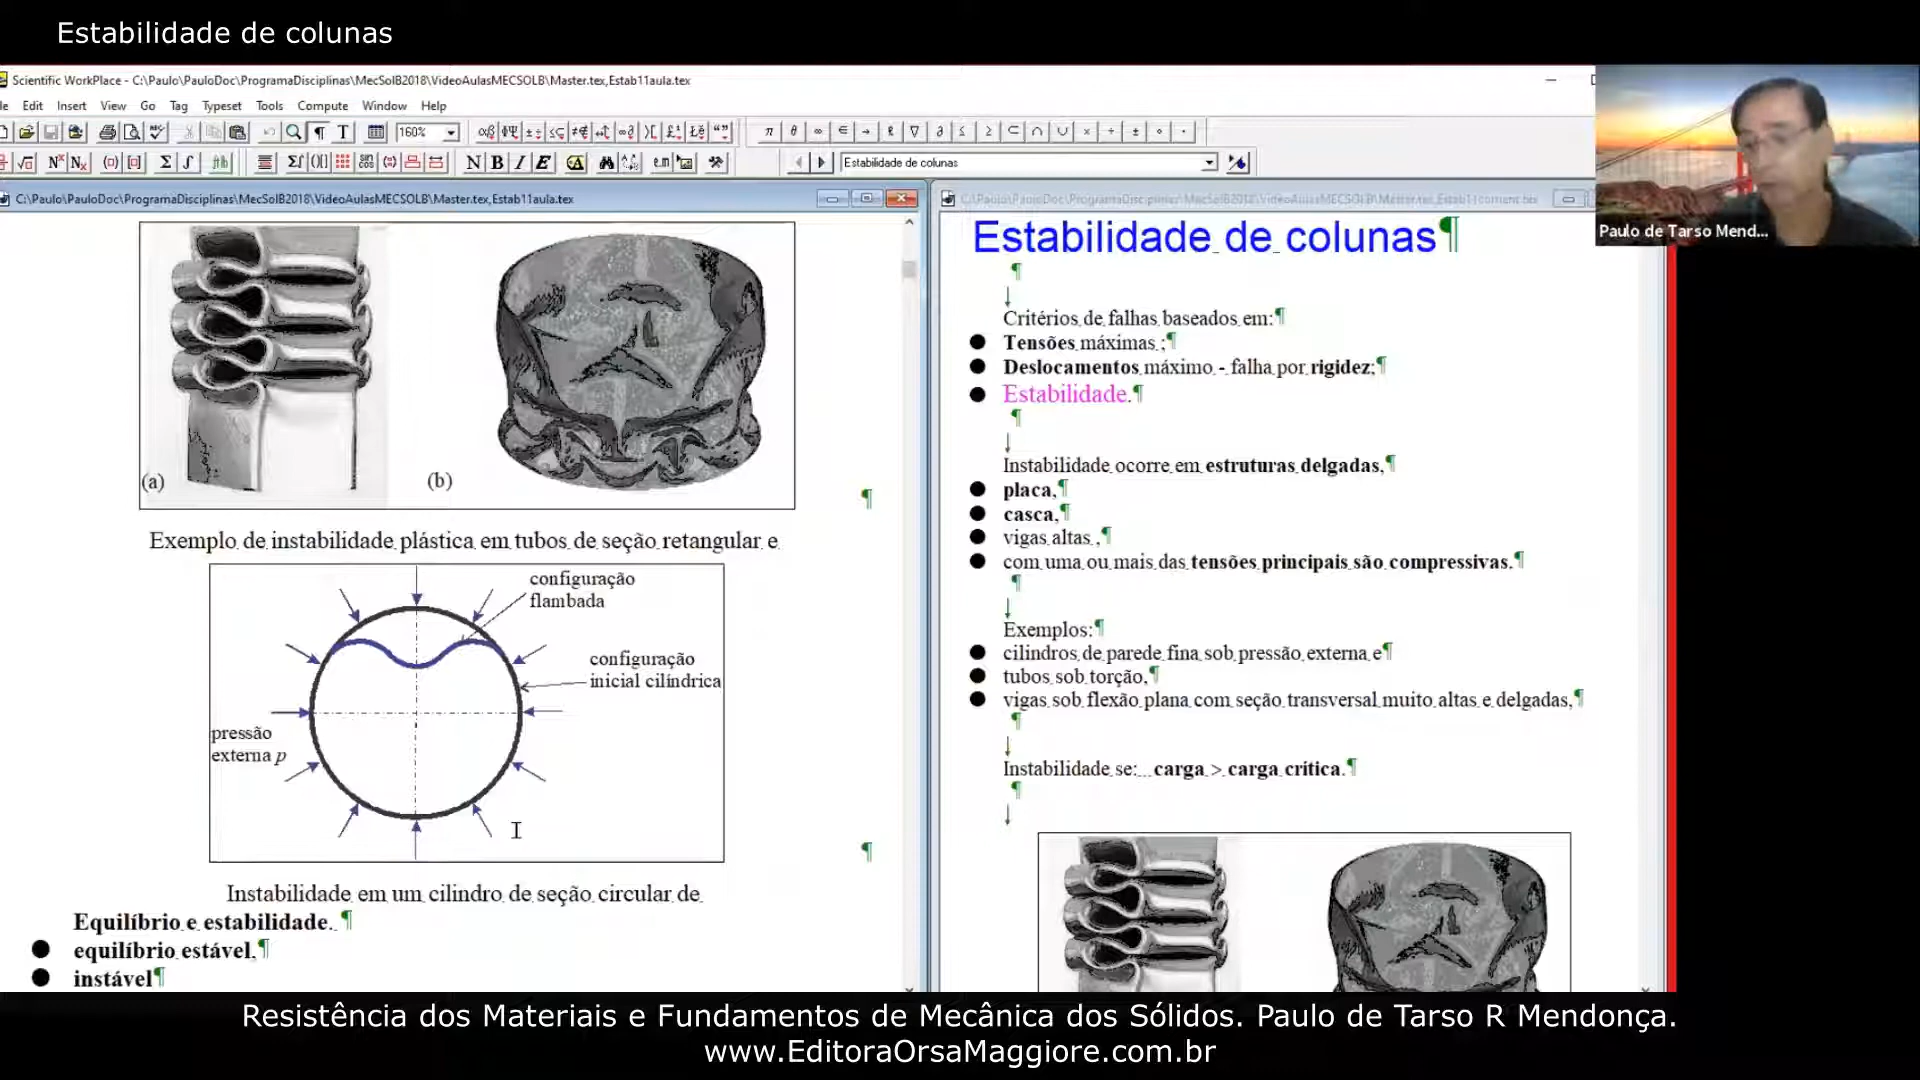 Estabilidade de colunas
Scientific WorkPlace - C:\Paulo\PauloDoc\ProgramaDisciplinas\MecSolB2018\VideoAulasMECSOLB\Master.tex,Estab11aula.tex
Edit Insert View Go Tag Typeset Tools Compute Window Help
160%
Estabilidade de colunas
C:\Paulo\PauloDoc\ProgramaDisciplinas\MecSolB2018\VideoAulasMECSOLB\Master.tex,Estab11aula.tex
(a)
(b)
Exemplo de instabilidade plástica em tubos de seção retangular e
configuração
flambada
configuração
inicial cilíndrica
pressão
externa p
Instabilidade em um cilindro de seção circular de
Equilíbrio e estabilidade.
● equilíbrio estável,
● instável
Estabilidade de colunas
Critérios de falhas baseados em:
● Tensões máximas ;
● Deslocamentos máximo - falha por rigidez;
● Estabilidade.
Instabilidade ocorre em estruturas delgadas,
● placa,
● casca,
● vigas altas ,
● com uma ou mais das tensões principais são compressivas.
Exemplos:
● cilindros de parede fina sob pressão externa e
● tubos sob torção,
● vigas sob flexão plana com seção transversal muito altas e delgadas,
Instabilidade se: carga > carga crítica.
Paulo de Tarso Mend...
Resistência dos Materiais e Fundamentos de Mecânica dos Sólidos. Paulo de Tarso R Mendonça.
www.EditoraOrsaMaggiore.com.br